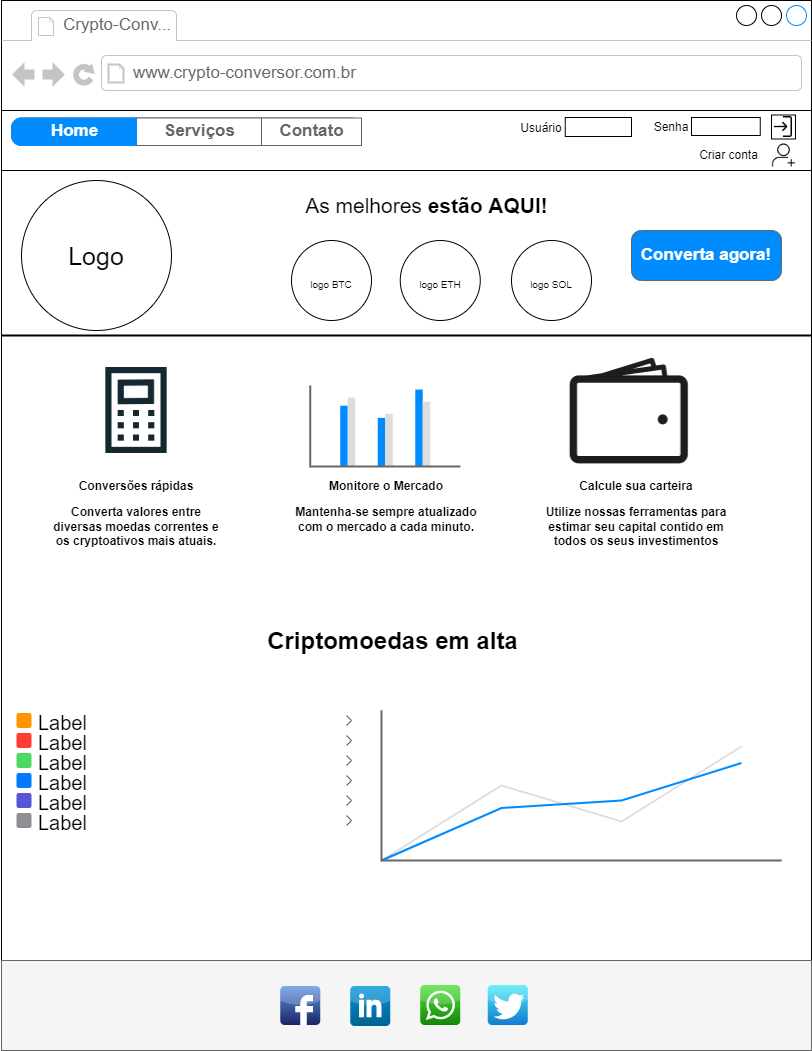 Crypto-Conv...
www.crypto-conversor.com.br
Home Serviços Contato
Usuário Senha
Criar conta
Logo
As melhores estão AQUI!
logo BTC logo ETH logo SOL
Converta agora!
Conversões rápidas
Converta valores entre
diversas moedas correntes e
os cryptoativos mais atuais.
Monitore o Mercado
Mantenha-se sempre atualizado
com o mercado a cada minuto.
Calcule sua carteira
Utilize nossas ferramentas para
estimar seu capital contido em
todos os seus investimentos
Criptomoedas em alta
Label
Label
Label
Label
Label
Label
f
in